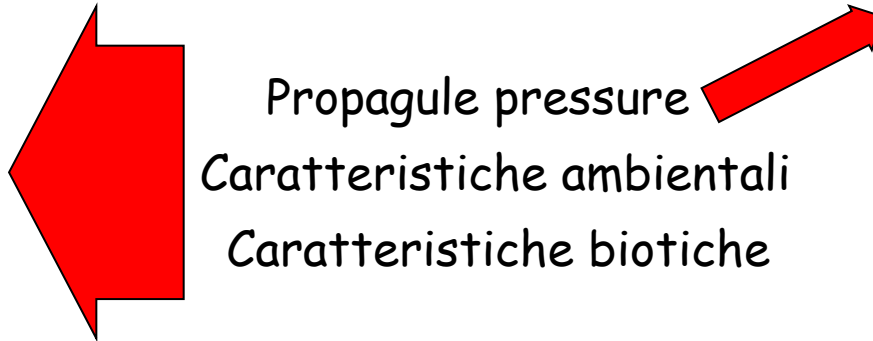 Propagule pressure
Caratteristiche ambientali
Caratteristiche biotiche